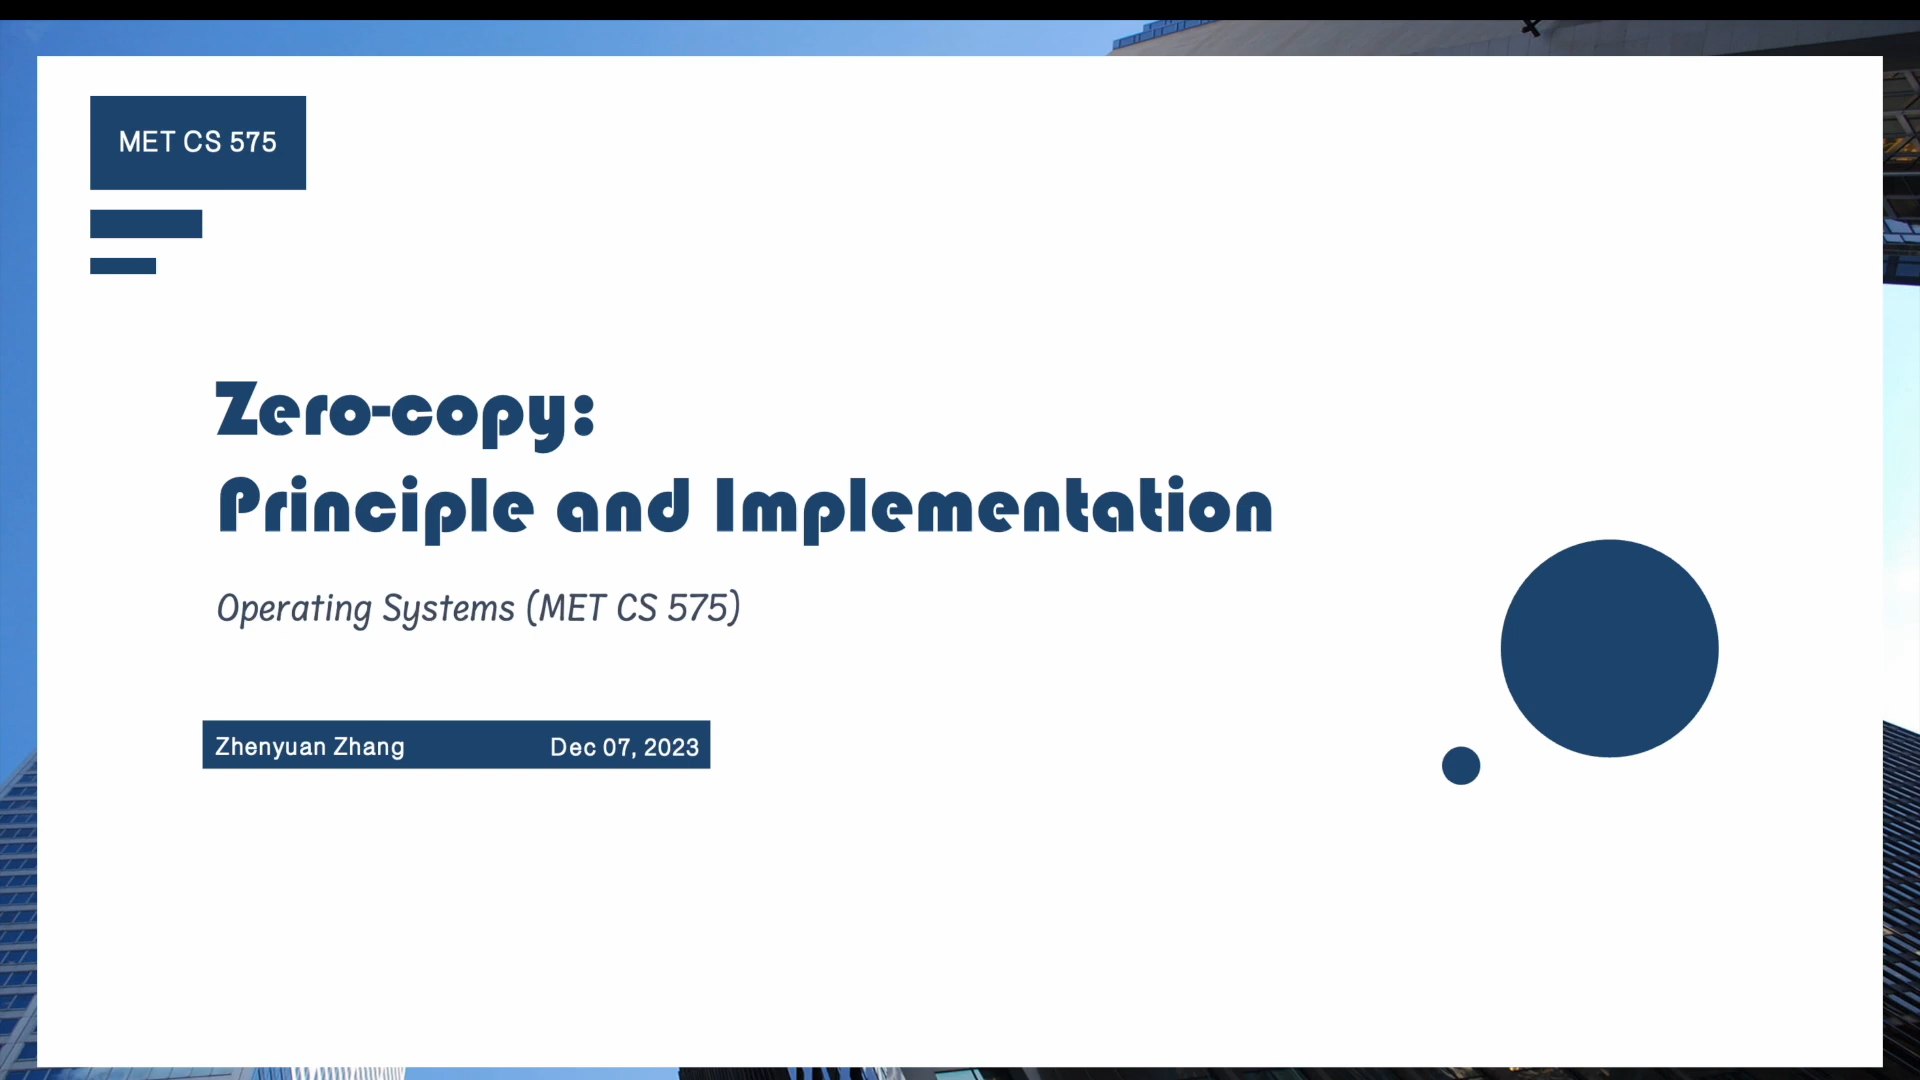 MET CS 575
Zero-copy:
Principle and Implementation
Operating Systems (MET CS 575)
Zhenyuan Zhang
Dec 07, 2023